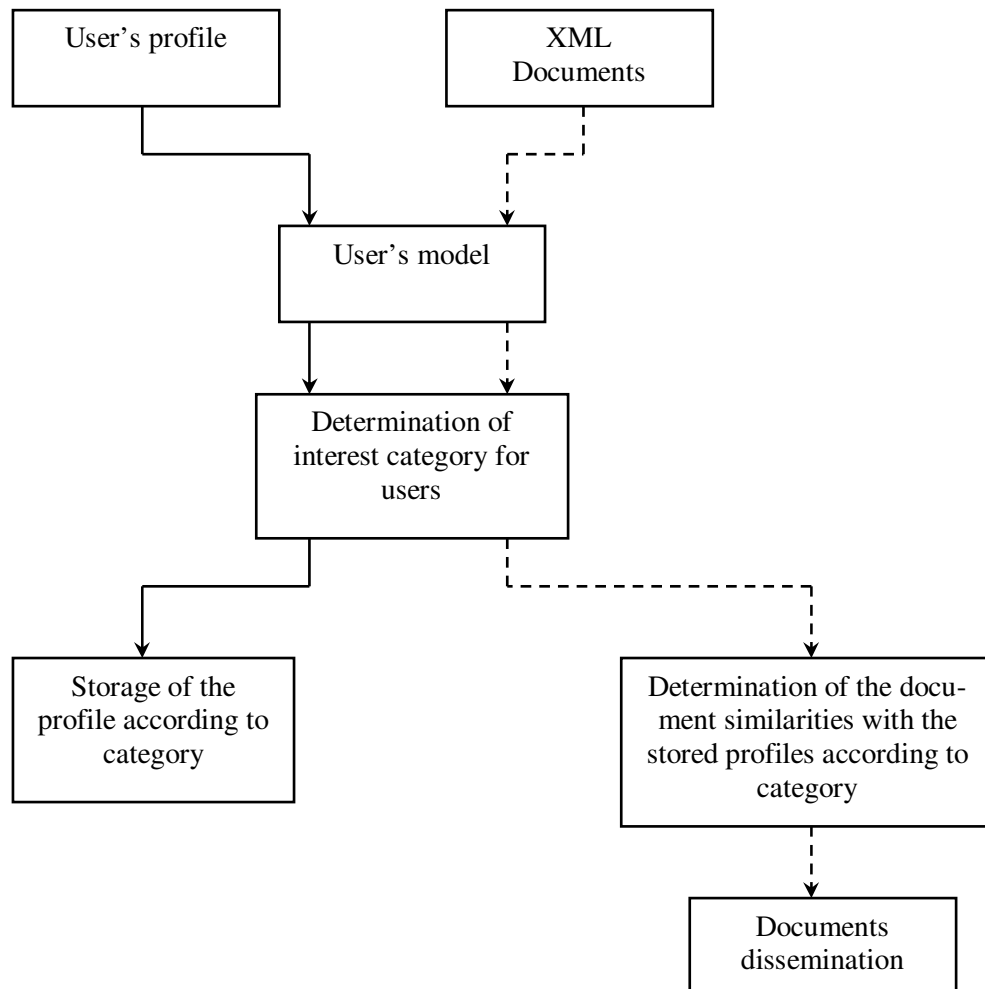 User’s profile
XML
Documents
User’s model
Determination of
interest category for
users
Storage of the
profile according to
category
Determination of the docu-
ment similarities with the
stored profiles according to
category
Documents
dissemination